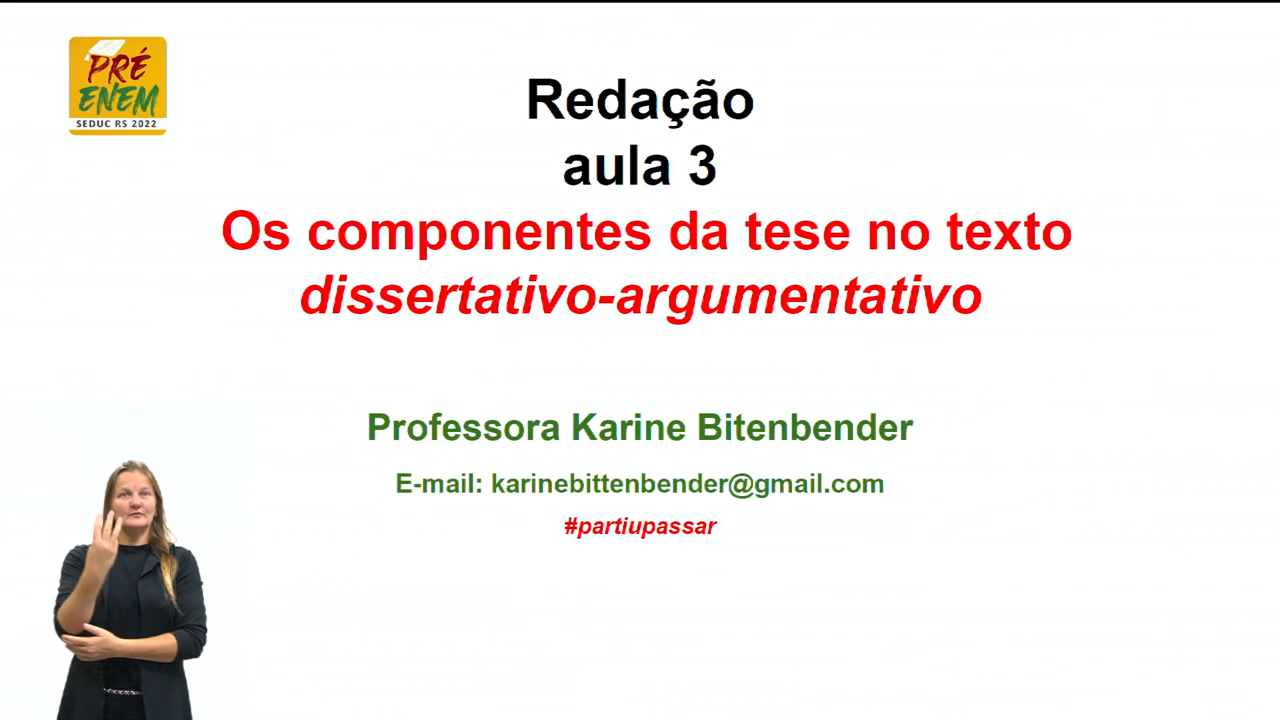 PRÉ
ENEM
SEDUC RS 2022
Redação
aula 3
Os componentes da tese no texto
dissertativo-argumentativo
Professora Karine Bitenbender
E-mail: karinebittenbender@gmail.com
#partiupassar